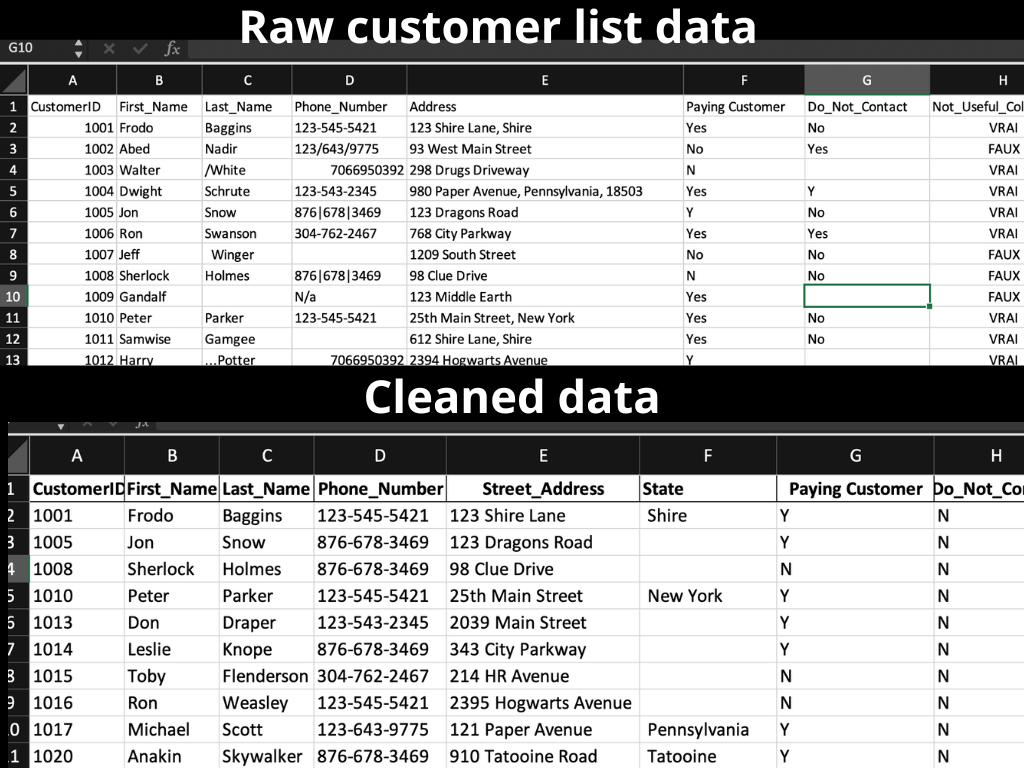 Raw customer list data
G10 fx
A B C D E F G H
1 CustomerID First_Name Last_Name Phone_Number Address Paying Customer Do_Not_Contact Not_Useful_Col
2 1001 Frodo Baggins 123-545-5421 123 Shire Lane, Shire Yes No VRAI
3 1002 Abed Nadir 123/643/9775 93 West Main Street No Yes FAUX
4 1003 Walter /White 7066950392 298 Drugs Driveway N VRAI
5 1004 Dwight Schrute 123-543-2345 980 Paper Avenue, Pennsylvania, 18503 Yes Y VRAI
6 1005 Jon Snow 876|678|3469 123 Dragons Road Y No VRAI
7 1006 Ron Swanson 304-762-2467 768 City Parkway Yes Yes VRAI
8 1007 Jeff Winger 1209 South Street No No FAUX
9 1008 Sherlock Holmes 876|678|3469 98 Clue Drive N No FAUX
10 1009 Gandalf N/a 123 Middle Earth Yes FAUX
11 1010 Peter Parker 123-545-5421 25th Main Street, New York Yes No VRAI
12 1011 Samwise Gamgee 612 Shire Lane, Shire Yes No VRAI
13 1012 Harry ...Potter 7066950392 2394 Hogwarts Avenue Y VRAI
Cleaned data
fx
A B C D E F G H
1 CustomerID First_Name Last_Name Phone_Number Street_Address State Paying Customer Do_Not_Con
2 1001 Frodo Baggins 123-545-5421 123 Shire Lane Shire Y N
3 1005 Jon Snow 876-678-3469 123 Dragons Road Y N
4 1008 Sherlock Holmes 876-678-3469 98 Clue Drive N N
5 1010 Peter Parker 123-545-5421 25th Main Street New York Y N
6 1013 Don Draper 123-543-2345 2039 Main Street Y N
7 1014 Leslie Knope 876-678-3469 343 City Parkway Y N
8 1015 Toby Flenderson 304-762-2467 214 HR Avenue N N
9 1016 Ron Weasley 123-545-5421 2395 Hogwarts Avenue N N
0 1017 Michael Scott 123-643-9775 121 Paper Avenue Pennsylvania Y N
1 1020 Anakin Skywalker 876-678-3469 910 Tatooine Road Tatooine Y N